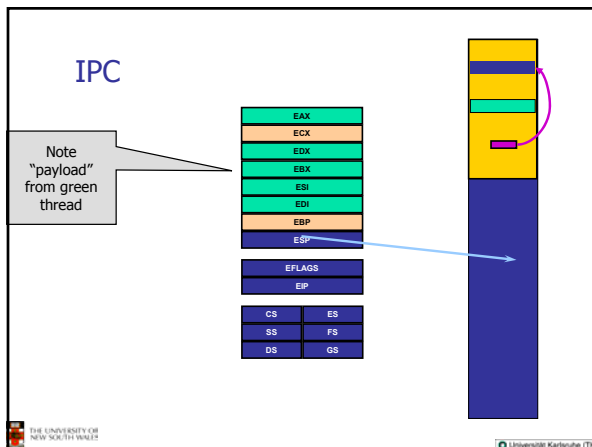 IPC
Note
“payload”
from green
thread
EAX
ECX
EDX
EBX
ESI
EDI
EBP
ESP
EFLAGS
EIP
CS ES
SS FS
DS GS
THE UNIVERSITY OF
NEW SOUTH WALES
© Universität Karlsruhe (TH